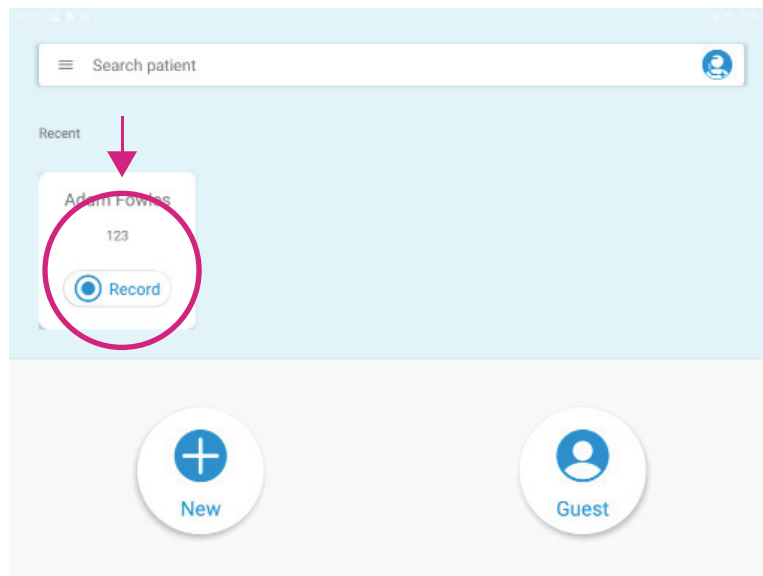 Search patient
Recent
Adam Fowles
123
Record
New
Guest